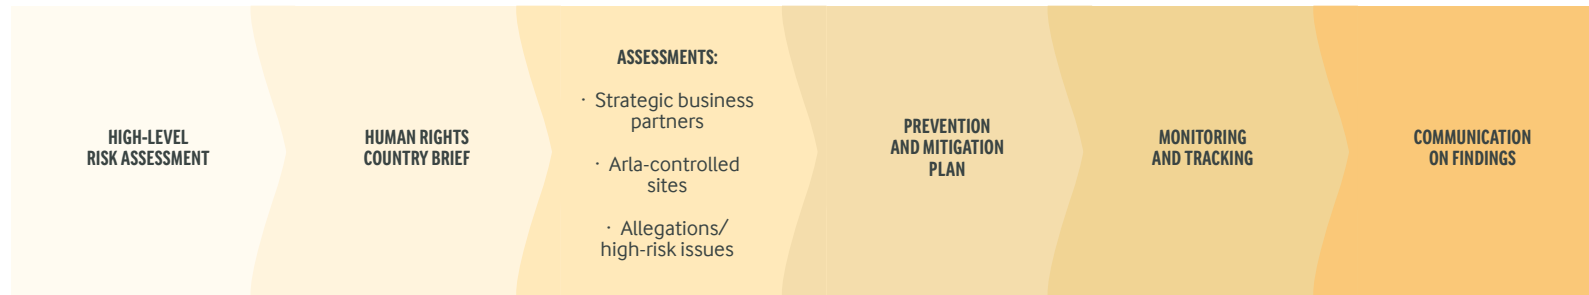 HIGH-LEVEL
RISK ASSESSMENT
HUMAN RIGHTS
COUNTRY BRIEF
ASSESSMENTS:
· Strategic business
partners
· Arla-controlled
sites
· Allegations/
high-risk issues
PREVENTION
AND MITIGATION
PLAN
MONITORING
AND TRACKING
COMMUNICATION
ON FINDINGS